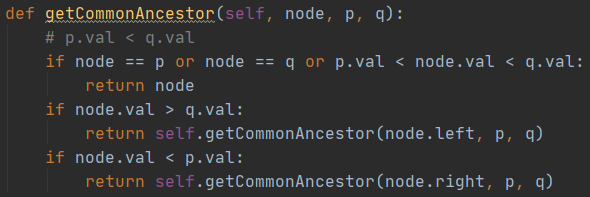 def getCommonAncestor(self, node, p, q):
    # p.val < q.val
    if node == p or node == q or p.val < node.val < q.val:
        return node
    if node.val > q.val:
        return self.getCommonAncestor(node.left, p, q)
    if node.val < p.val:
        return self.getCommonAncestor(node.right, p, q)